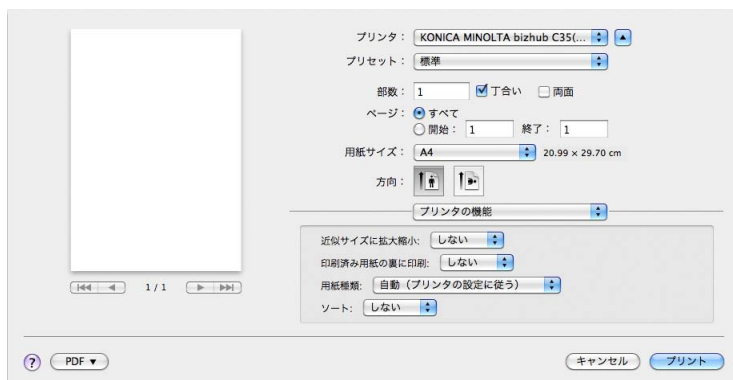 プリンタ： KONICA MINOLTA bizhub C35(...
プリセット： 標準
部数： 1 丁合い 両面
ページ： すべて
開始： 1 終了： 1
用紙サイズ： A4 20.99 × 29.70 cm
方向：
プリンタの機能
近似サイズに拡大縮小: しない
印刷済み用紙の裏に印刷: しない
用紙種類: 自動（プリンタの設定に従う）
ソート: しない
1 / 1
? PDF ▼ キャンセル プリント